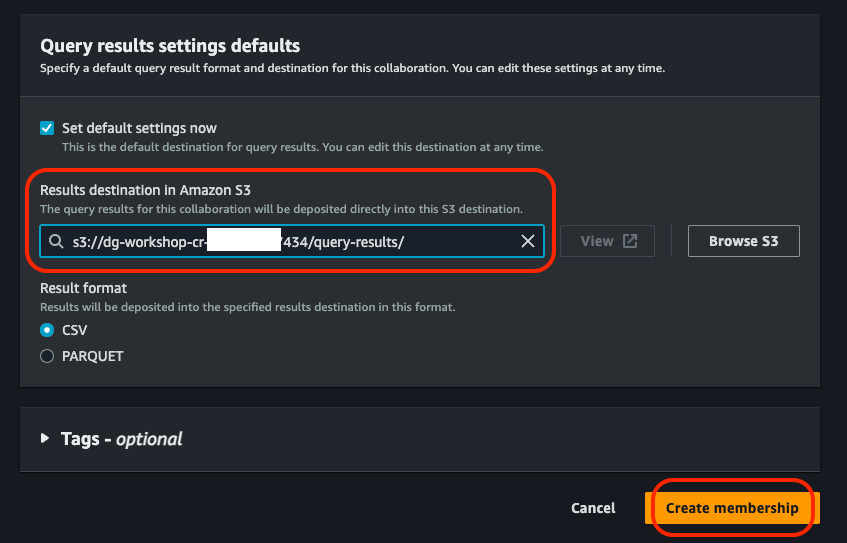 Query results settings defaults
Specify a default query result format and destination for this collaboration. You can edit these settings at any time.
Set default settings now
This is the default destination for query results. You can edit this destination at any time.
Results destination in Amazon S3
The query results for this collaboration will be deposited directly into this S3 destination.
s3://dg-workshop-cr- /434/query-results/
View
Browse S3
Result format
Results will be deposited into the specified results destination in this format.
CSV
PARQUET
Tags - optional
Cancel
Create membership